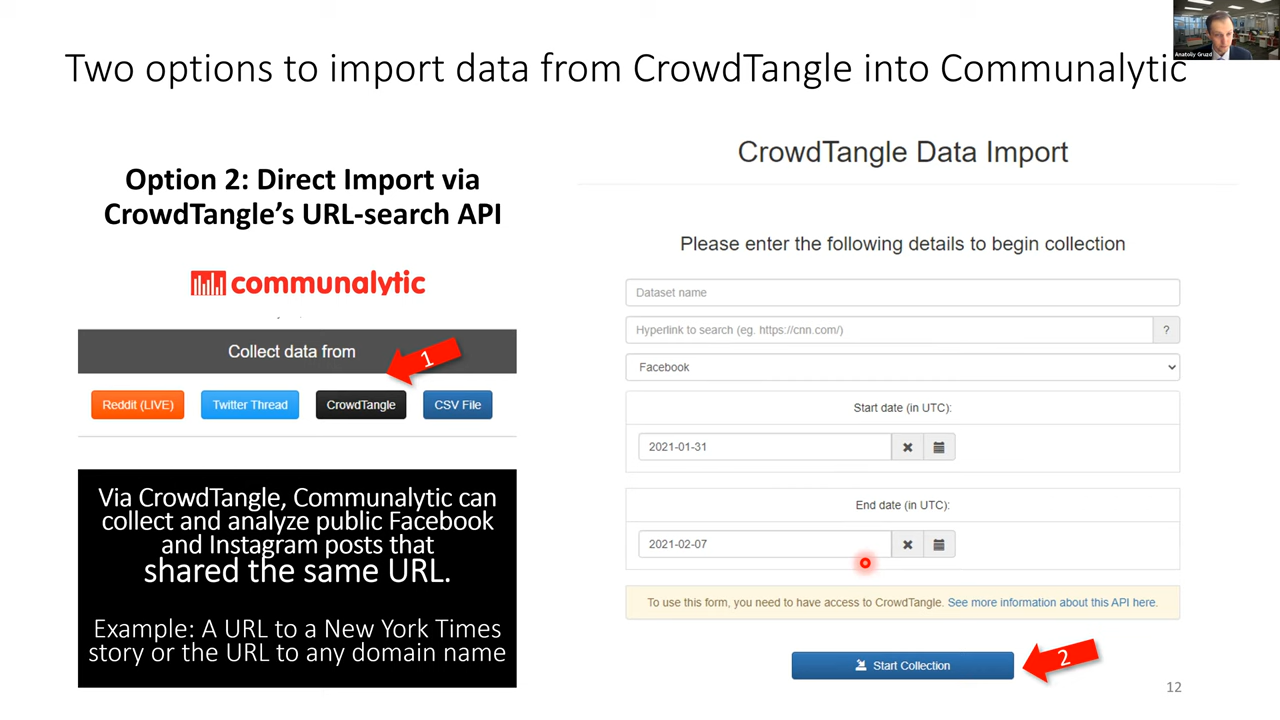 Anatoliy Gruzd
Two options to import data from CrowdTangle into Communalytic
Option 2: Direct Import via
CrowdTangle’s URL-search API
communalytic
Collect data from
1
Reddit (LIVE) Twitter Thread CrowdTangle CSV File
Via CrowdTangle, Communalytic can
collect and analyze public Facebook
and Instagram posts that
shared the same URL.
Example: A URL to a New York Times
story or the URL to any domain name
CrowdTangle Data Import
Please enter the following details to begin collection
Dataset name
Hyperlink to search (eg. https://cnn.com/) ?
Facebook
Start date (in UTC):
2021-01-31
End date (in UTC):
2021-02-07
To use this form, you need to have access to CrowdTangle. See more information about this API here.
Start Collection
2
12